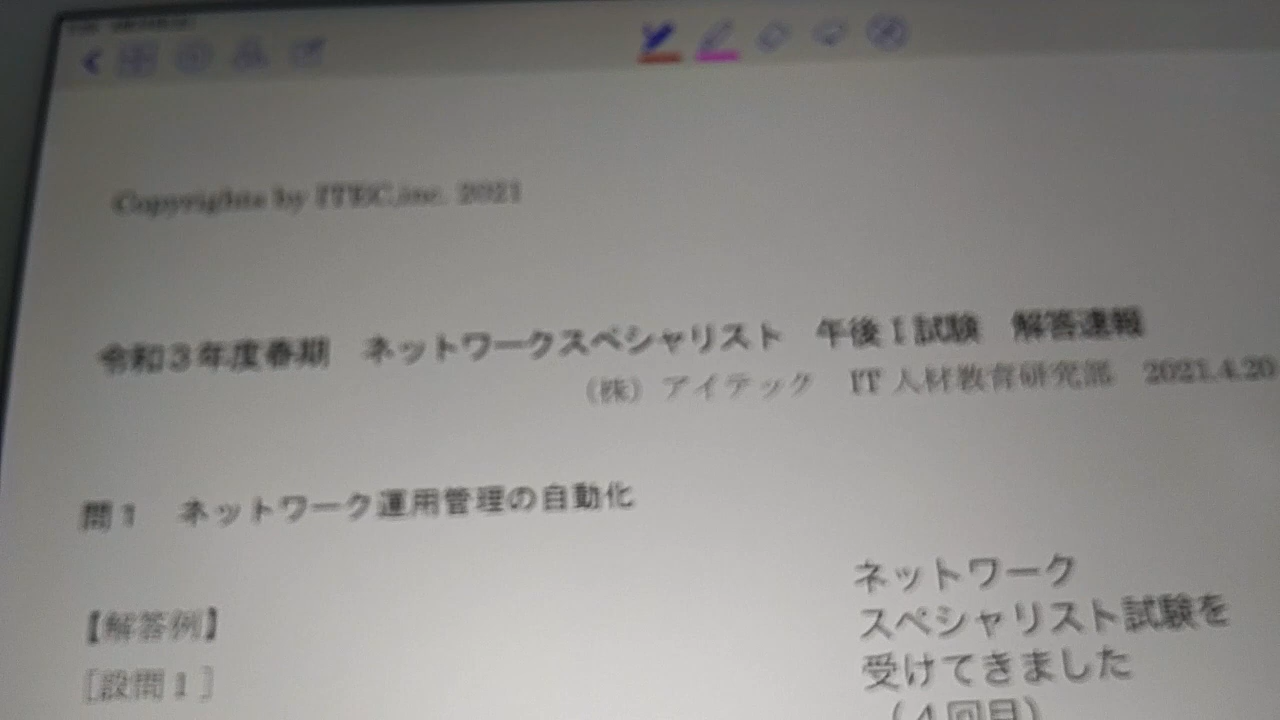 Copyrights by ITEC,inc. 2021
令和3年度春期 ネットワークスペシャリスト 午後Ⅰ試験 解答速報
（株）アイテック IT人材教育研究部 2021.4.20
問1 ネットワーク運用管理の自動化
【解答例】
［設問1］
ネットワーク
スペシャリスト試験を
受けてきました
（4回目）